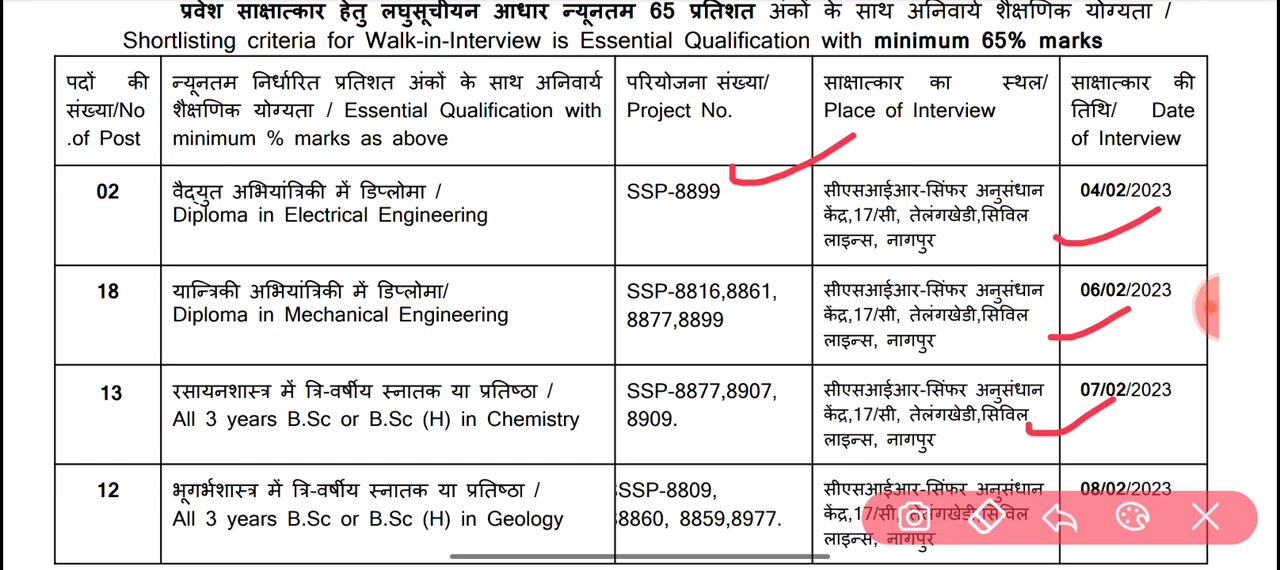 प्रवेश साक्षात्कार हेतु लघुसूचीयन आधार न्यूनतम 65 प्रतिशत अंकों के साथ अनिवार्य शैक्षणिक योग्यता /
Shortlisting criteria for Walk-in-Interview is Essential Qualification with minimum 65% marks
पदों की
संख्या/No
.of Post
न्यूनतम निर्धारित प्रतिशत अंकों के साथ अनिवार्य
शैक्षणिक योग्यता / Essential Qualification with
minimum % marks as above
परियोजना संख्या/
Project No.
साक्षात्कार का स्थल/
Place of Interview
साक्षात्कार की
तिथि/ Date
of Interview
02
वैद्युत अभियांत्रिकी में डिप्लोमा /
Diploma in Electrical Engineering
SSP-8899
सीएसआईआर-सिंफर अनुसंधान
केंद्र,17/सी, तेलंगखेडी,सिविल
लाइन्स, नागपुर
04/02/2023
18
यान्त्रिकी अभियांत्रिकी में डिप्लोमा/
Diploma in Mechanical Engineering
SSP-8816,8861,
8877,8899
सीएसआईआर-सिंफर अनुसंधान
केंद्र,17/सी, तेलंगखेडी,सिविल
लाइन्स, नागपुर
06/02/2023
13
रसायनशास्त्र में त्रि-वर्षीय स्नातक या प्रतिष्ठा /
All 3 years B.Sc or B.Sc (H) in Chemistry
SSP-8877,8907,
8909.
सीएसआईआर-सिंफर अनुसंधान
केंद्र,17/सी, तेलंगखेडी,सिविल
लाइन्स, नागपुर
07/02/2023
12
भूगर्भशास्त्र में त्रि-वर्षीय स्नातक या प्रतिष्ठा /
All 3 years B.Sc or B.Sc (H) in Geology
SSP-8809,
8860, 8859,8977.
सीएसआईआर-सिंफर अनुसंधान
केंद्र,17/सी, तेलंगखेडी,सिविल
लाइन्स, नागपुर
08/02/2023